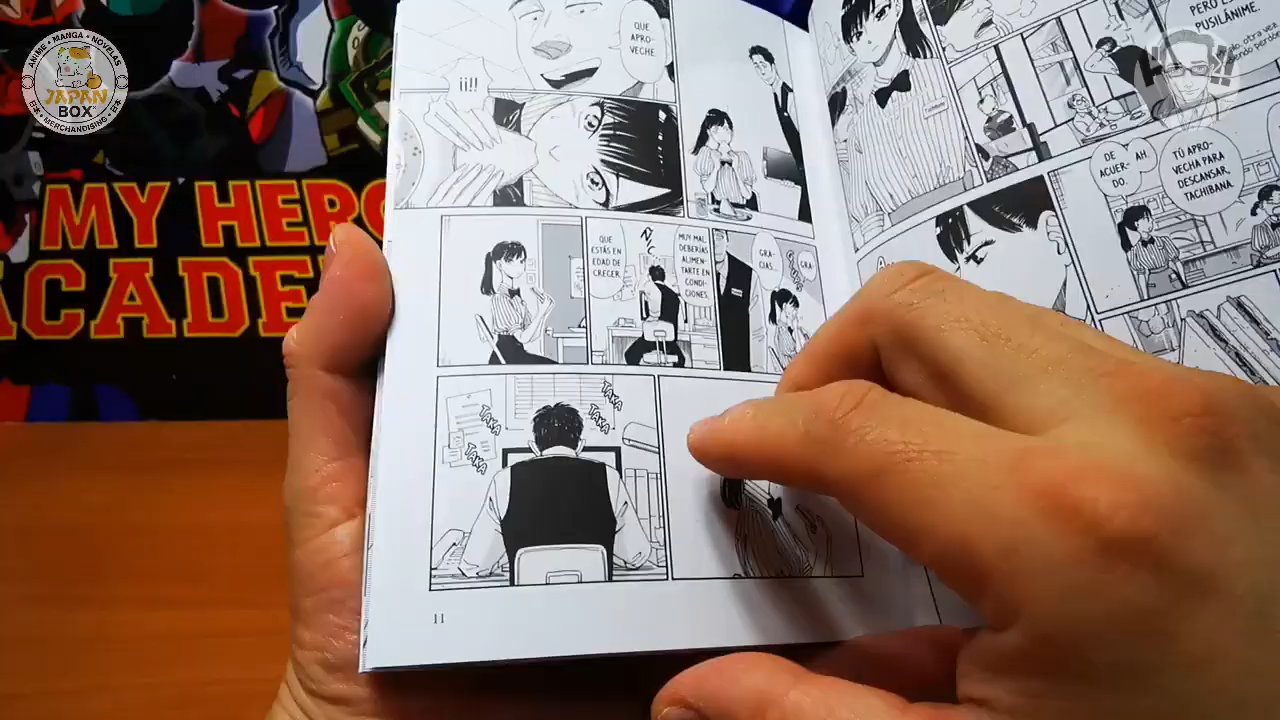 ANIME • MANGA • NOVELAS
JAPAN
BOX
• MERCHANDISING •
MY HERO
ACADE
QUE
APRO-
VECHE
¡¡!!
QUE
ESTÁS EN
EDAD DE
CRECER.
MUY MAL.
DEBERÍAS
ALIMEN-
TARTE EN
CONDI-
CIONES.
GRA-
CIAS.
GRA-
TAKA
TAKA
TAKA
TAKA
11
PERO
PUSILÁNIME.
otra vez
DE
ACUER-
DO.
AH.
TÚ APRO-
VECHA PARA
DESCANSAR,
TACHIBANA